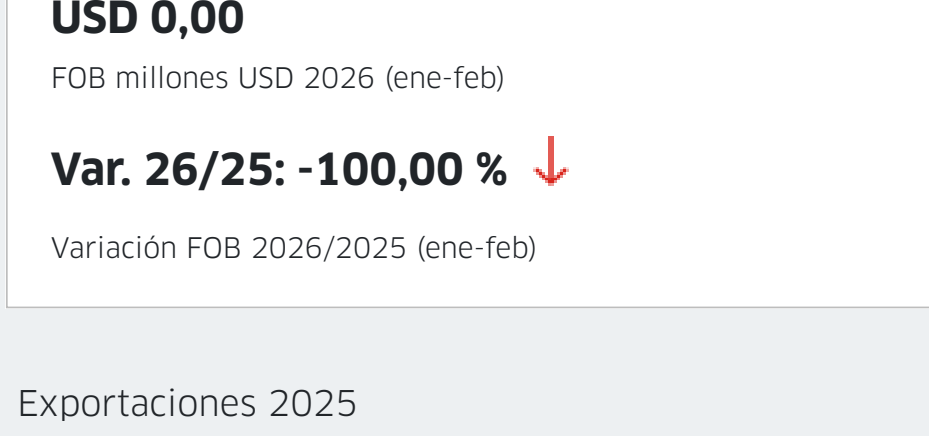 USD 0,00
FOB millones USD 2026 (ene-feb)
Var. 26/25: -100,00 %
Variación FOB 2026/2025 (ene-feb)
Exportaciones 2025